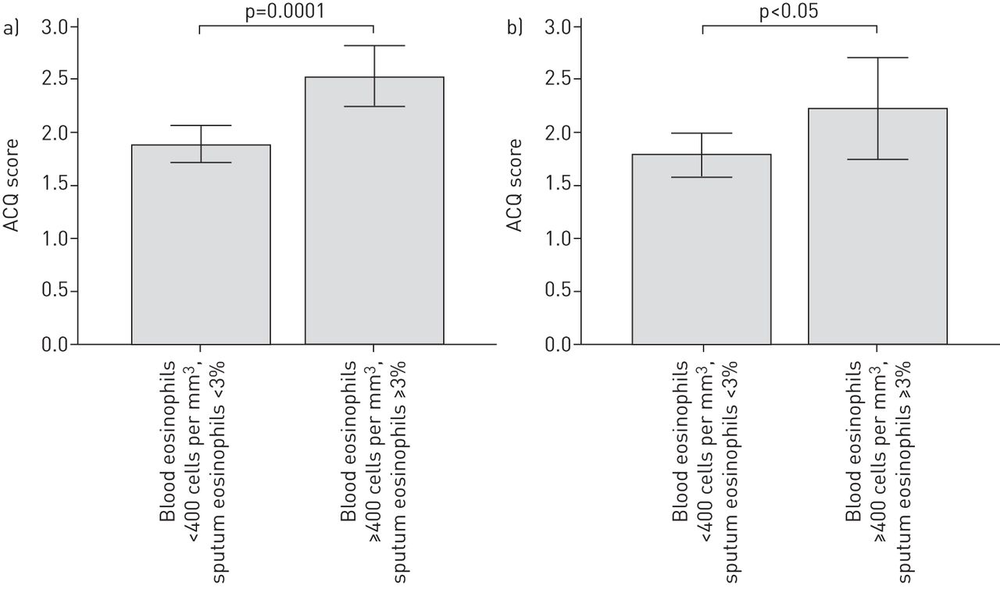 a)
p=0.0001
3.0
2.5
2.0
1.5
1.0
0.5
0.0
ACQ score
Blood eosinophils
<400 cells per mm³,
sputum eosinophils <3%
Blood eosinophils
≥400 cells per mm³,
sputum eosinophils ≥3%
b)
p<0.05
3.0
2.5
2.0
1.5
1.0
0.5
0.0
ACQ score
Blood eosinophils
<400 cells per mm³,
sputum eosinophils <3%
Blood eosinophils
≥400 cells per mm³,
sputum eosinophils ≥3%